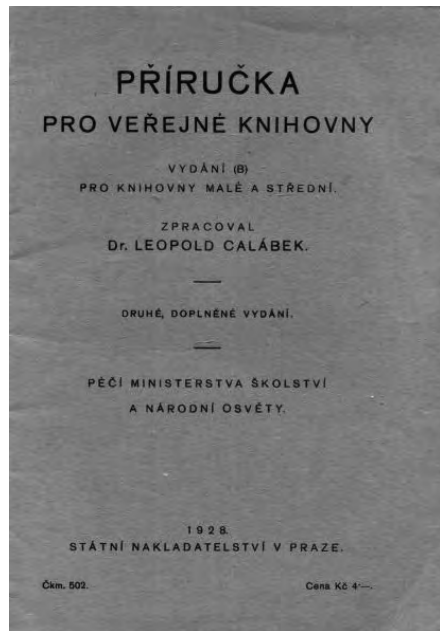 PŘÍRUČKA
PRO VEŘEJNÉ KNIHOVNY
VYDÁNÍ (B)
PRO KNIHOVNY MALÉ A STŘEDNÍ.
ZPRACOVAL
Dr. LEOPOLD CALÁBEK.
DRUHÉ, DOPLNĚNÉ VYDÁNÍ.
PÉČÍ MINISTERSTVA ŠKOLSTVÍ
A NÁRODNÍ OSVĚTY.
1928.
STÁTNÍ NAKLADATELSTVÍ V PRAZE.
Čkm. 502.
Cena Kč 4·—.